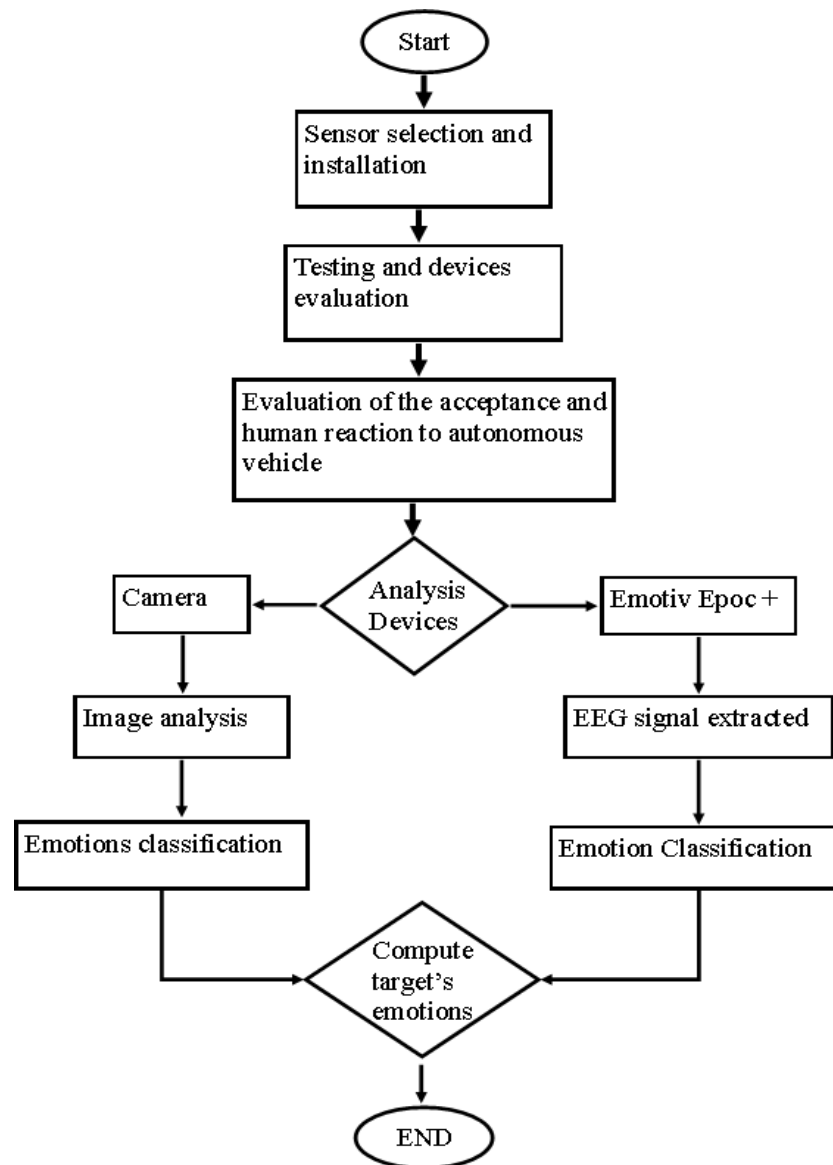 Start
Sensor selection and
installation
Testing and devices
evaluation
Evaluation of the acceptance and
human reaction to autonomous
vehicle
Analysis
Devices
Camera
Emotiv Epoc +
Image analysis
EEG signal extracted
Emotions classification
Emotion Classification
Compute
target's
emotions
END